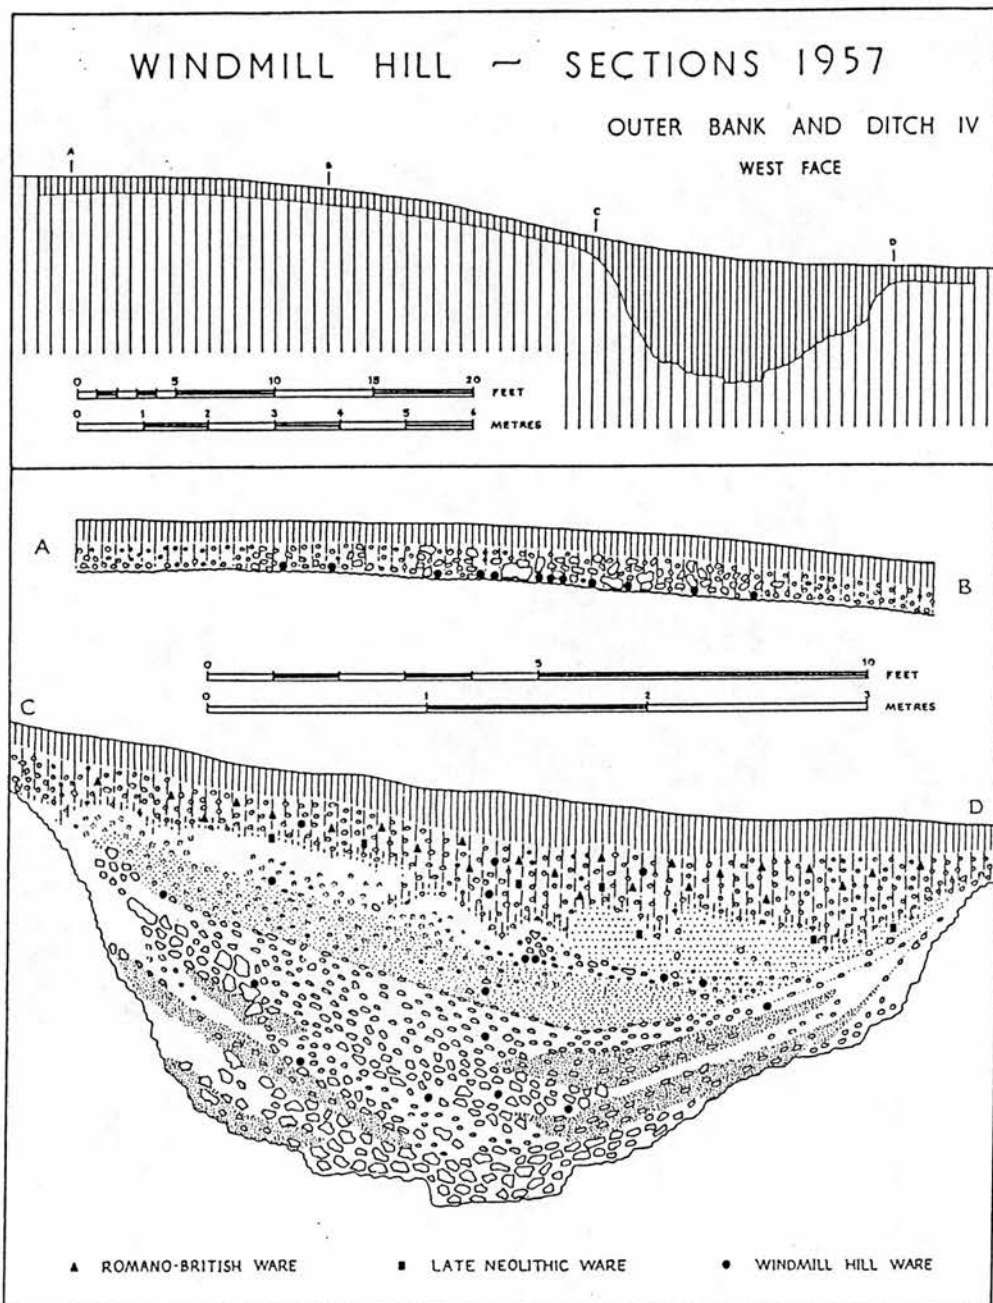 WINDMILL HILL ~ SECTIONS 1957
OUTER BANK AND DITCH IV
WEST FACE
A
B
C
D
0 5 10 15 20 FEET
0 1 2 3 4 5 6 METRES
A
B
0 5 10 FEET
0 1 2 3 METRES
C
D
▲ ROMANO-BRITISH WARE ■ LATE NEOLITHIC WARE ● WINDMILL HILL WARE